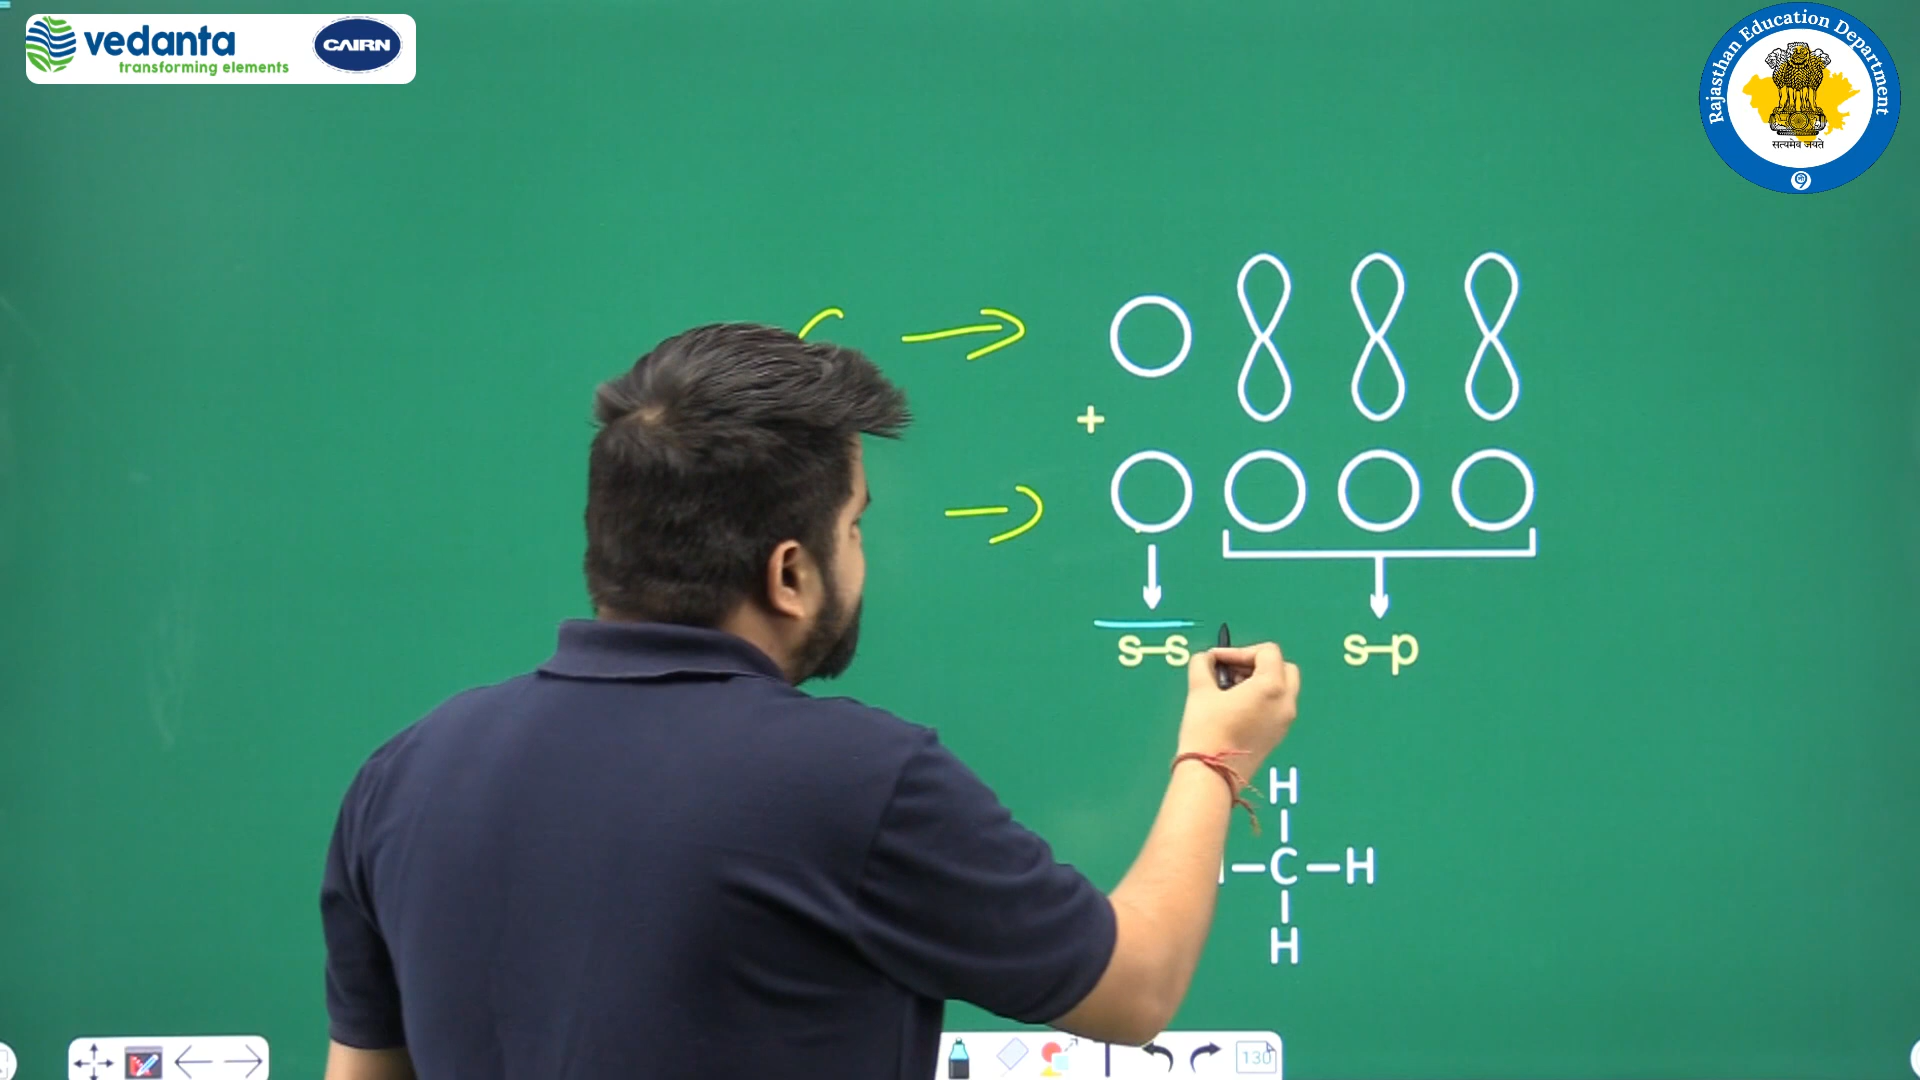 vedanta
transforming elements
CAIRN
Rajasthan Education Department
सत्यमेव जयते
+
s–s
s–p
H
–C–H
H
130